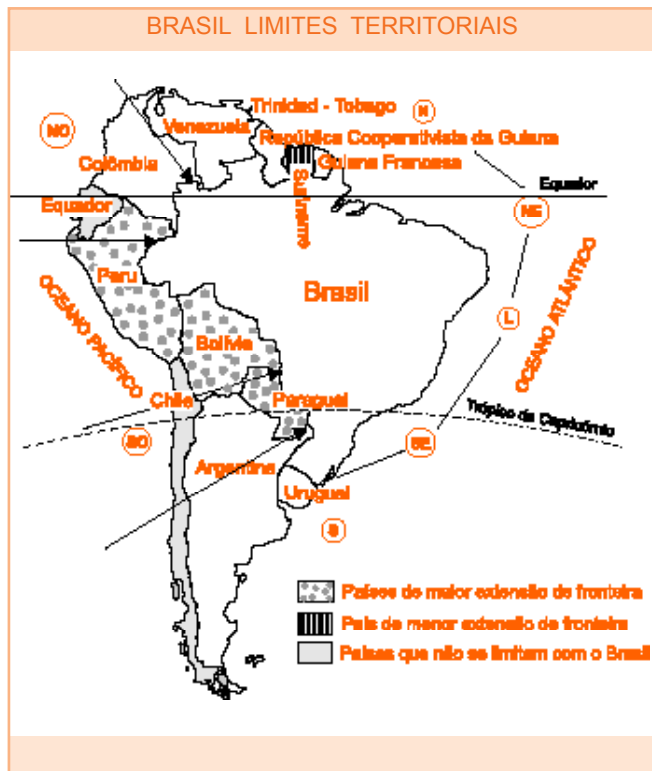 BRASIL LIMITES TERRITORIAIS
Trinidad - Tobago
N
NO
Venezuela
República Cooperativista da Guiana
Colômbia
Guiana Francesa
Suriname
Equador
Equador
NE
Peru
Brasil
OCEANO PACÍFICO
OCEANO ATLÂNTICO
L
Bolívia
Chile
Paraguai
Trópico de Capricórnio
SO
SE
Argentina
Uruguai
S
Países de maior extensão de fronteira
País de menor extensão de fronteira
Países que não se limitam com o Brasil